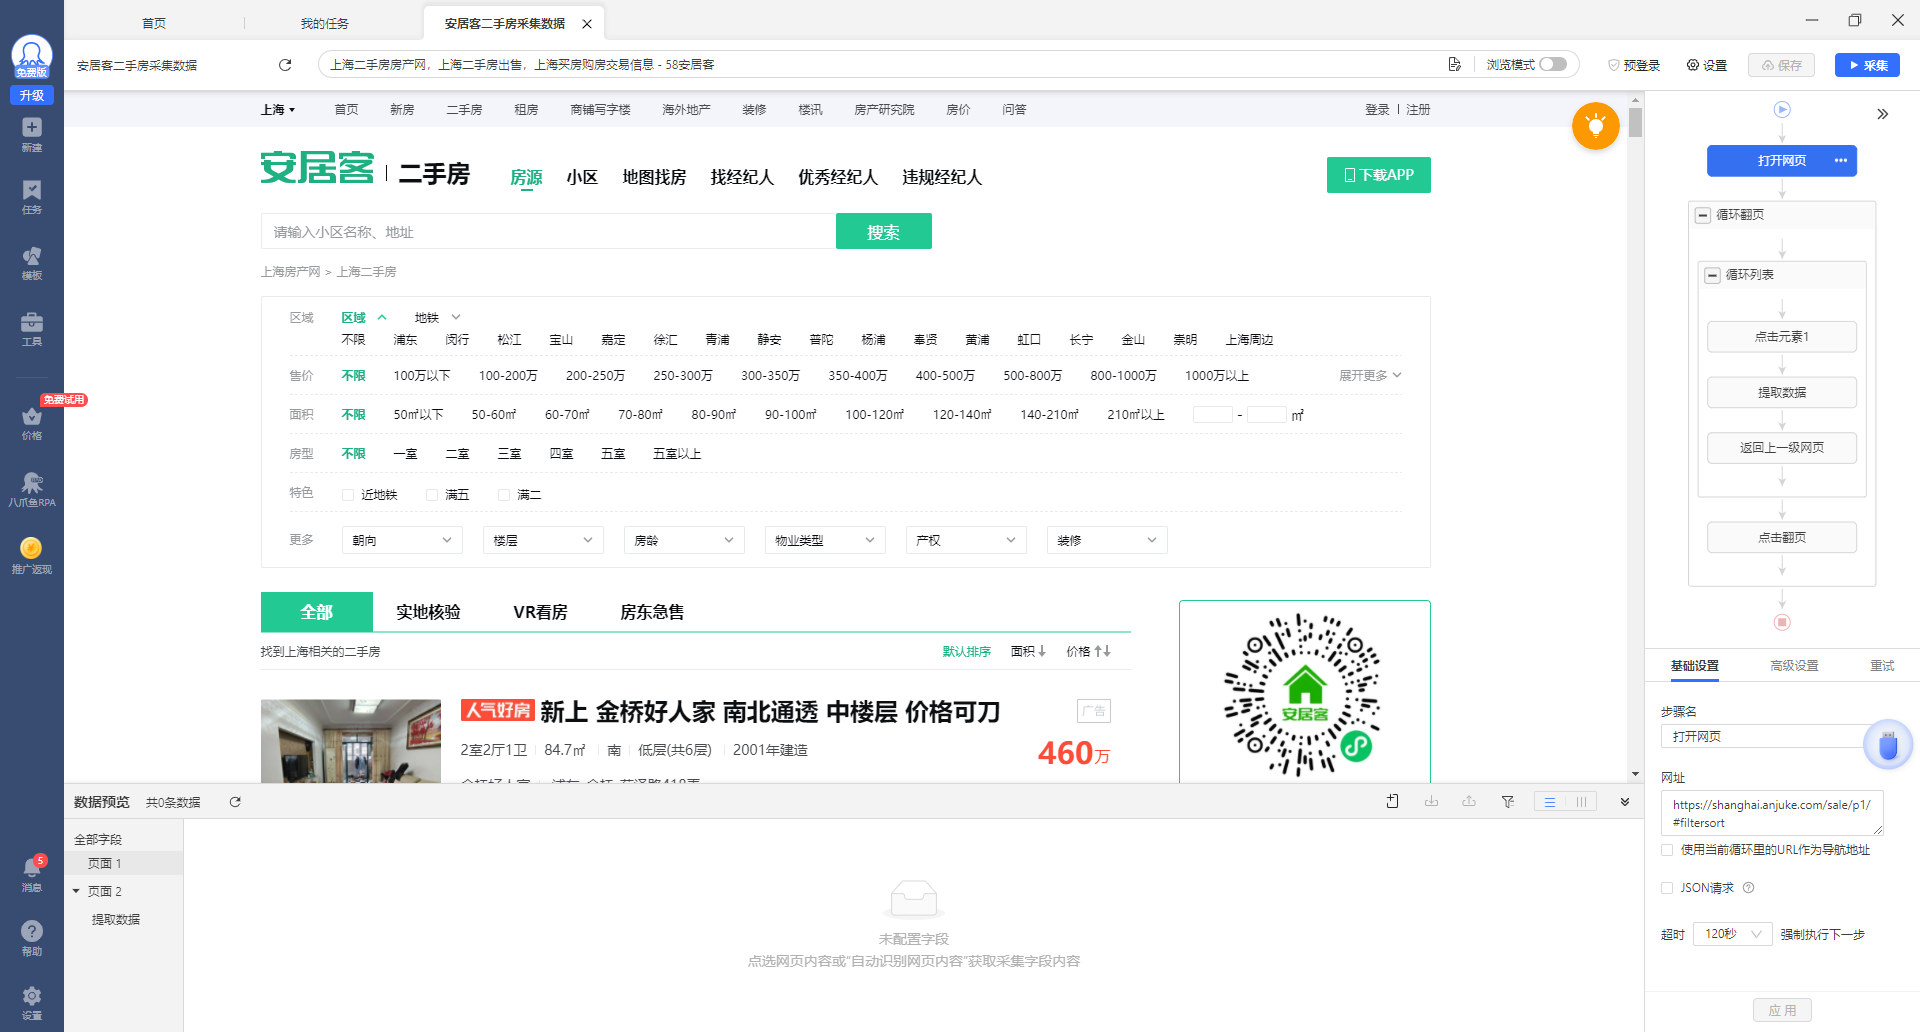 首页
我的任务
安居客二手房采集数据
安居客二手房采集数据
上海二手房房产网，上海二手房出售，上海买房购房交易信息 - 58安居客
浏览模式
预登录
设置
保存
采集
免费版
升级
新建
任务
模板
工具
免费试用
价格
八爪鱼RPA
推广返现
5
消息
帮助
设置
上海
首页
新房
二手房
租房
商铺写字楼
海外地产
装修
楼讯
房产研究院
房价
问答
登录
注册
安居客
二手房
房源
小区
地图找房
找经纪人
优秀经纪人
违规经纪人
下载APP
请输入小区名称、地址
搜索
上海房产网 > 上海二手房
区域 区域 地铁
不限 浦东 闵行 松江 宝山 嘉定 徐汇 青浦 静安 普陀 杨浦 奉贤 黄浦 虹口 长宁 金山 崇明 上海周边
售价 不限 100万以下 100-200万 200-250万 250-300万 300-350万 350-400万 400-500万 500-800万 800-1000万 1000万以上 展开更多
面积 不限 50㎡以下 50-60㎡ 60-70㎡ 70-80㎡ 80-90㎡ 90-100㎡ 100-120㎡ 120-140㎡ 140-210㎡ 210㎡以上 - ㎡
房型 不限 一室 二室 三室 四室 五室 五室以上
特色 近地铁 满五 满二
更多 朝向 楼层 房龄 物业类型 产权 装修
全部 实地核验 VR看房 房东急售
找到上海相关的二手房
默认排序 面积 价格
人气好房 新上 金桥好人家 南北通透 中楼层 价格可刀
广告
2室2厅1卫 84.7㎡ 南 低层(共6层) 2001年建造
460万
安居客
打开网页
循环翻页
循环列表
点击元素1
提取数据
返回上一级网页
点击翻页
基础设置
高级设置
重试
步骤名
打开网页
网址
https://shanghai.anjuke.com/sale/p1/
#filtersort
使用当前循环里的URL作为导航地址
JSON请求
超时 120秒 强制执行下一步
应 用
数据预览 共0条数据
全部字段
页面 1
页面 2
提取数据
未配置字段
点选网页内容或“自动识别网页内容”获取采集字段内容